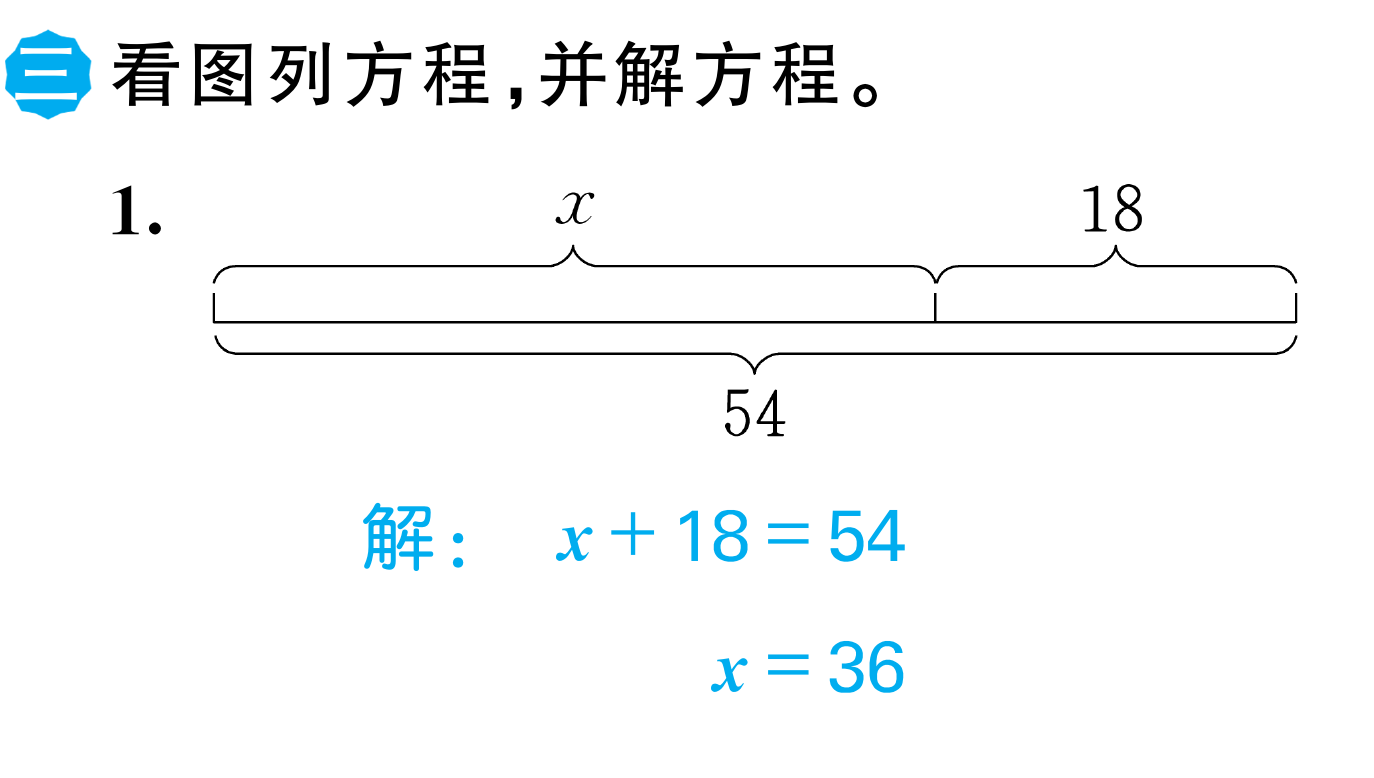 三 看图列方程,并解方程。
1.
x 18
54
解: x + 18 = 54
x = 36